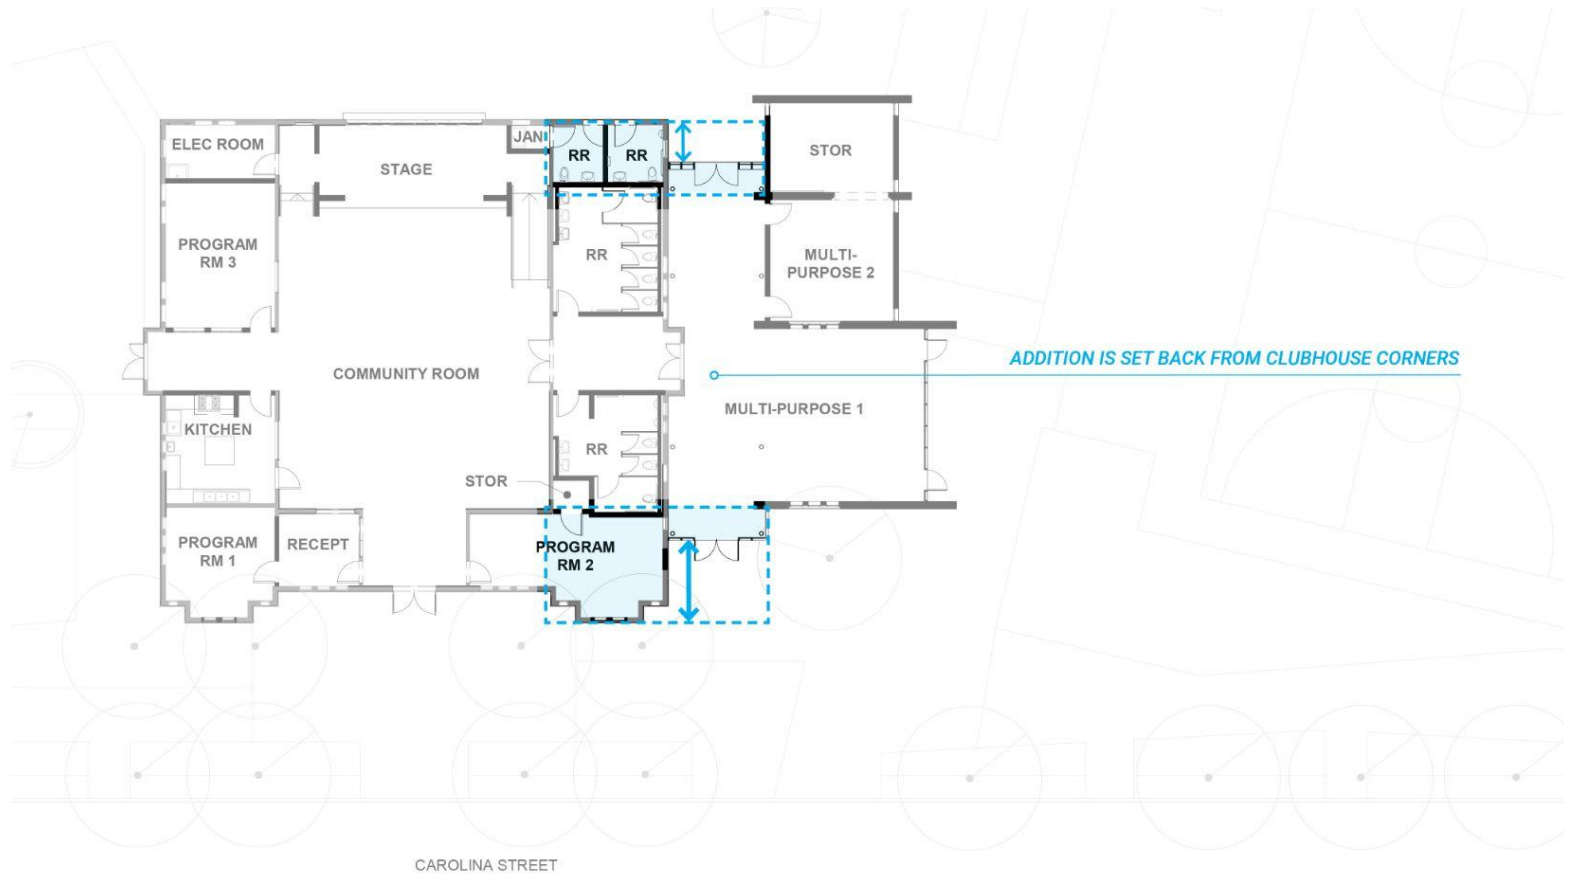 JAN
ELEC ROOM
RR
RR
STOR
STAGE
PROGRAM
RM 3
RR
MULTI-
PURPOSE 2
ADDITION IS SET BACK FROM CLUBHOUSE CORNERS
COMMUNITY ROOM
MULTI-PURPOSE 1
KITCHEN
RR
STOR
PROGRAM
RM 1
RECEPT
PROGRAM
RM 2
CAROLINA STREET